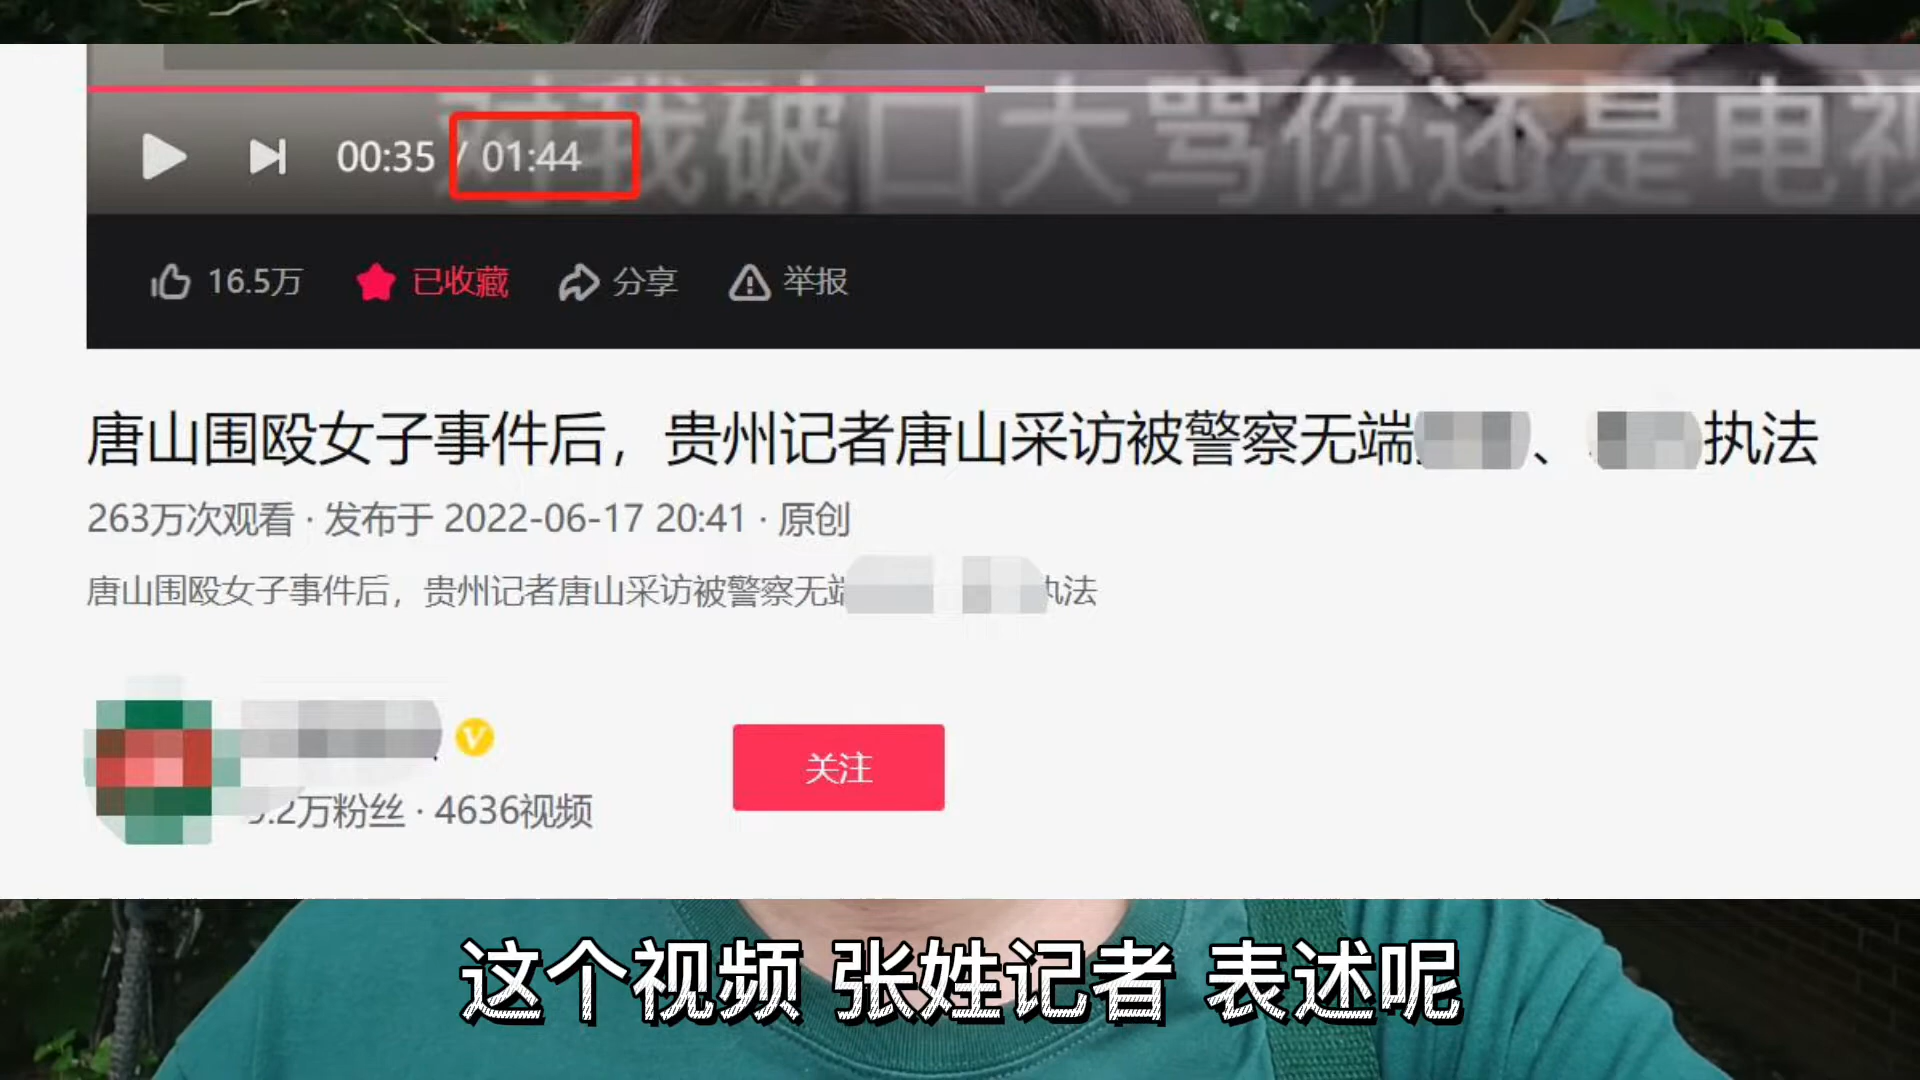 对我破口大骂你还是电视
00:35 / 01:44
16.5万 已收藏 分享 举报
唐山围殴女子事件后，贵州记者唐山采访被警察无端、执法
263万次观看 · 发布于 2022-06-17 20:41 · 原创
唐山围殴女子事件后，贵州记者唐山采访被警察无端执法
.2万粉丝 · 4636视频
关注
这个视频 张姓记者 表述呢